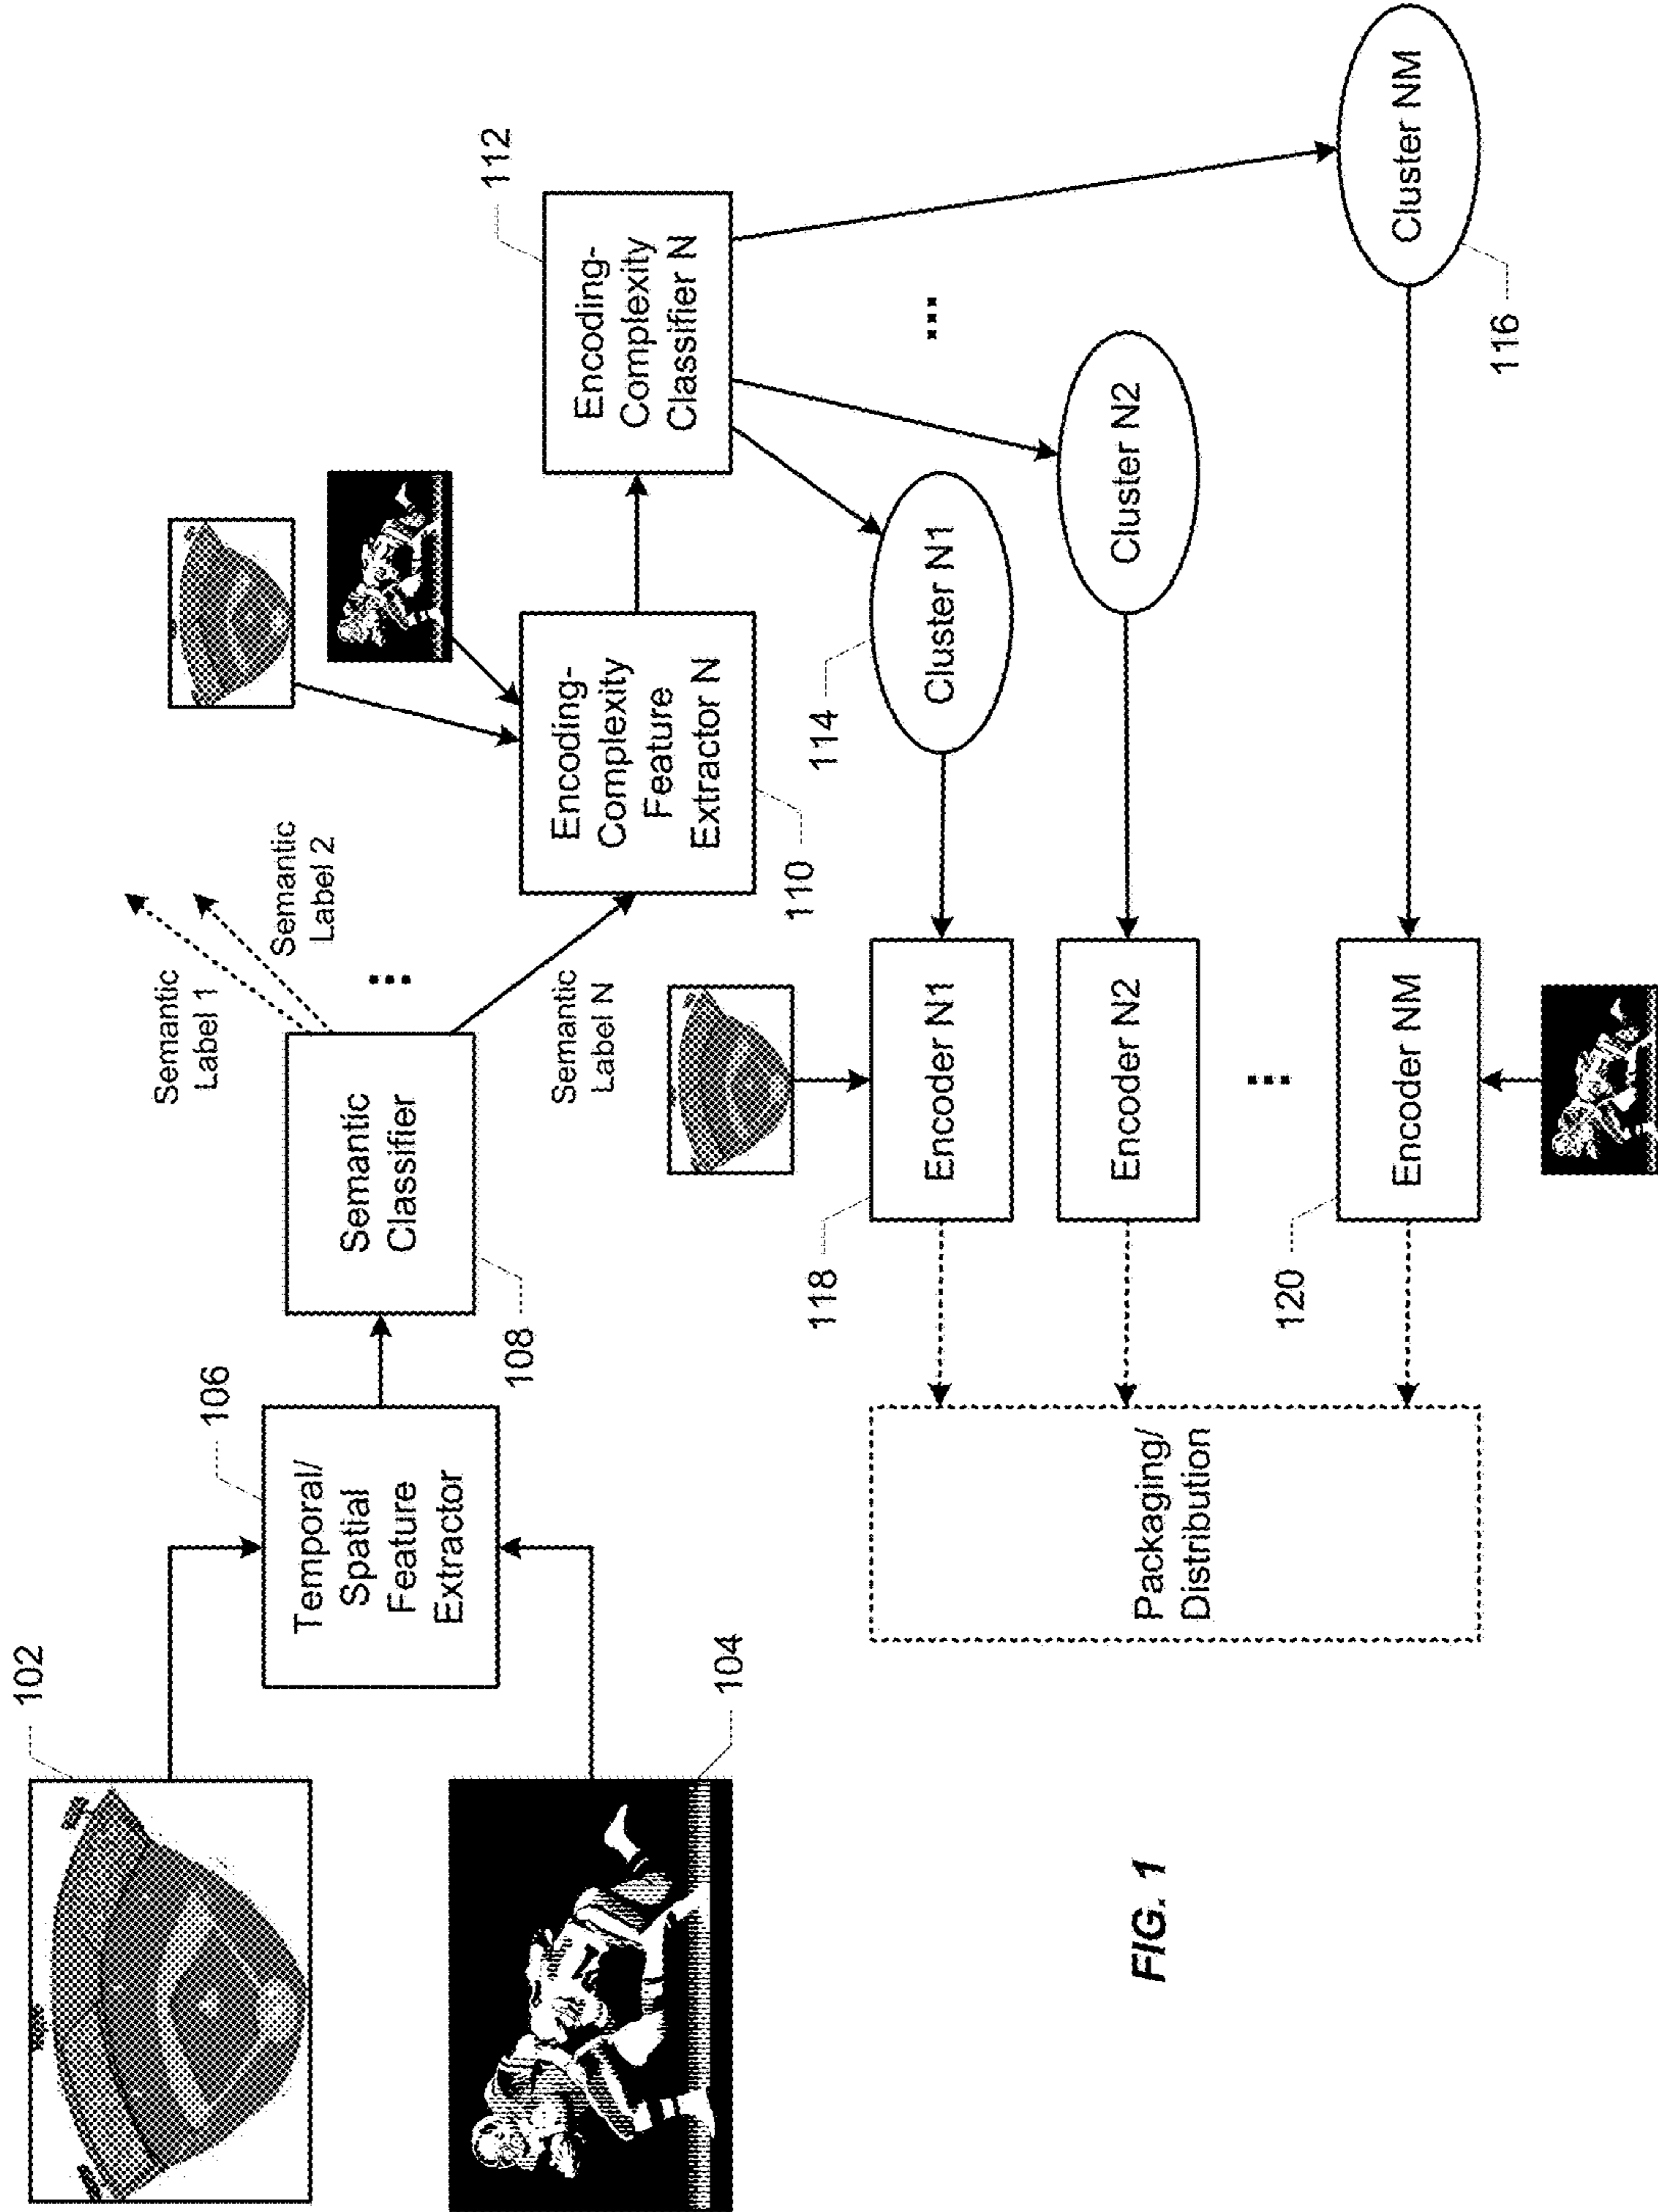 102
104
106
Temporal/
Spatial
Feature
Extractor
108
Semantic
Classifier
Semantic
Label 1
Semantic
Label 2
...
Semantic
Label N
110
Encoding-
Complexity
Feature
Extractor N
112
Encoding-
Complexity
Classifier N
...
114
Cluster N1
Cluster N2
116
Cluster NM
118
Encoder N1
Encoder N2
...
120
Encoder NM
Packaging/
Distribution
FIG. 1